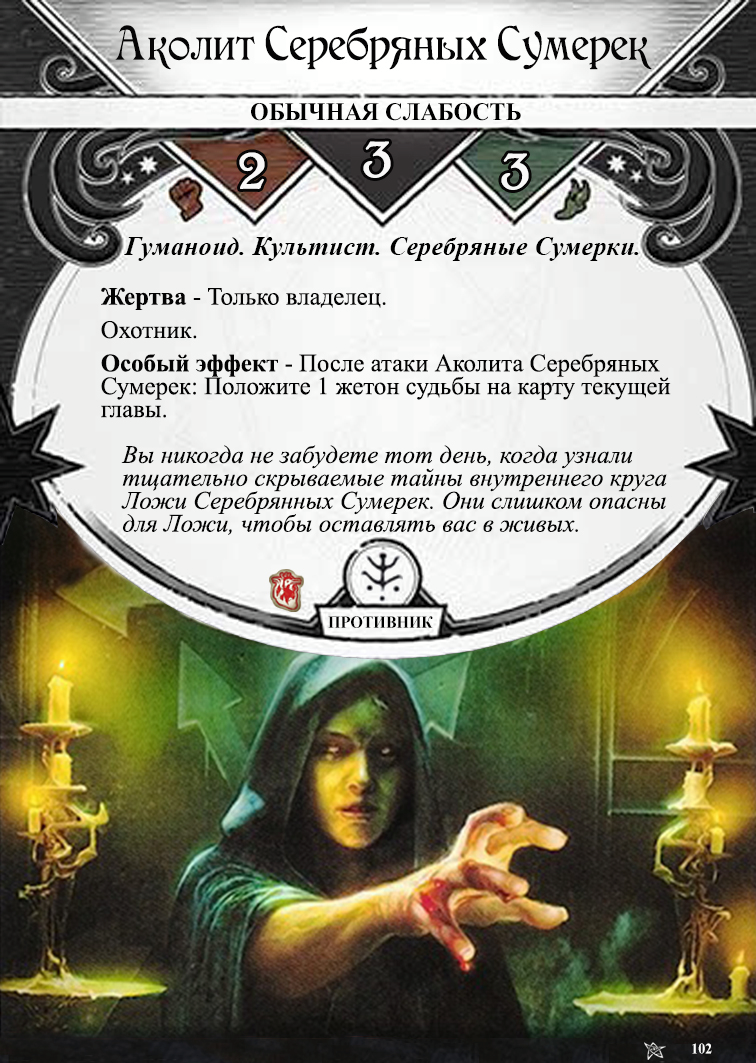 Аколит Серебряных Сумерек
ОБЫЧНАЯ СЛАБОСТЬ
2 3 3
Гуманоид. Культист. Серебряные Сумерки.
Жертва - Только владелец.
Охотник.
Особый эффект - После атаки Аколита Серебряных
Сумерек: Положите 1 жетон судьбы на карту текущей
главы.
Вы никогда не забудете тот день, когда узнали
тщательно скрываемые тайны внутреннего круга
Ложи Серебрянных Сумерек. Они слишком опасны
для Ложи, чтобы оставлять вас в живых.
ПРОТИВНИК
102